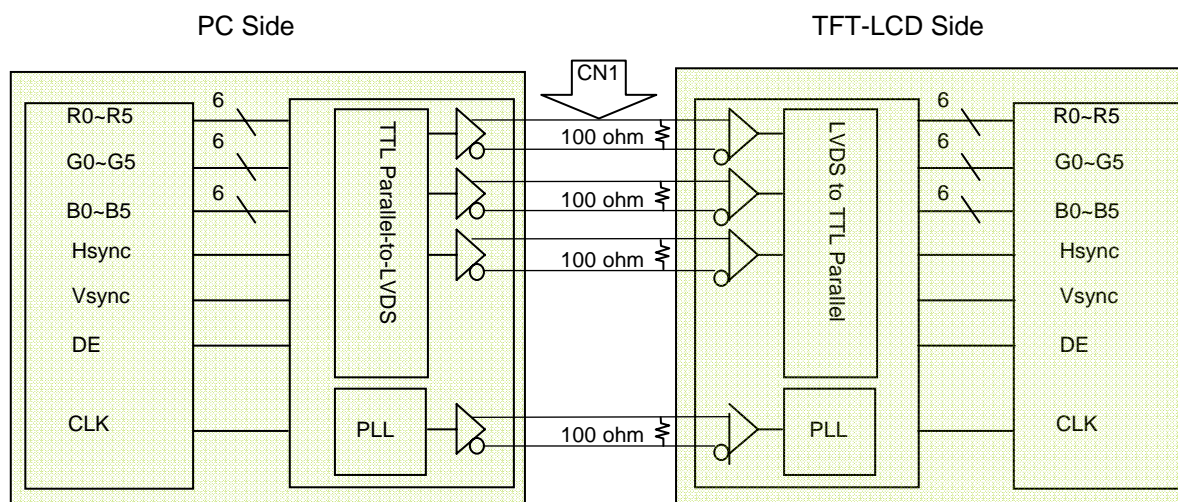 PC Side
TFT-LCD Side
CN1
R0~R5
6
G0~G5
6
B0~B5
6
Hsync
Vsync
DE
CLK
TTL Parallel-to-LVDS
PLL
100 ohm
100 ohm
100 ohm
100 ohm
LVDS to TTL Parallel
PLL
6
R0~R5
6
G0~G5
6
B0~B5
Hsync
Vsync
DE
CLK